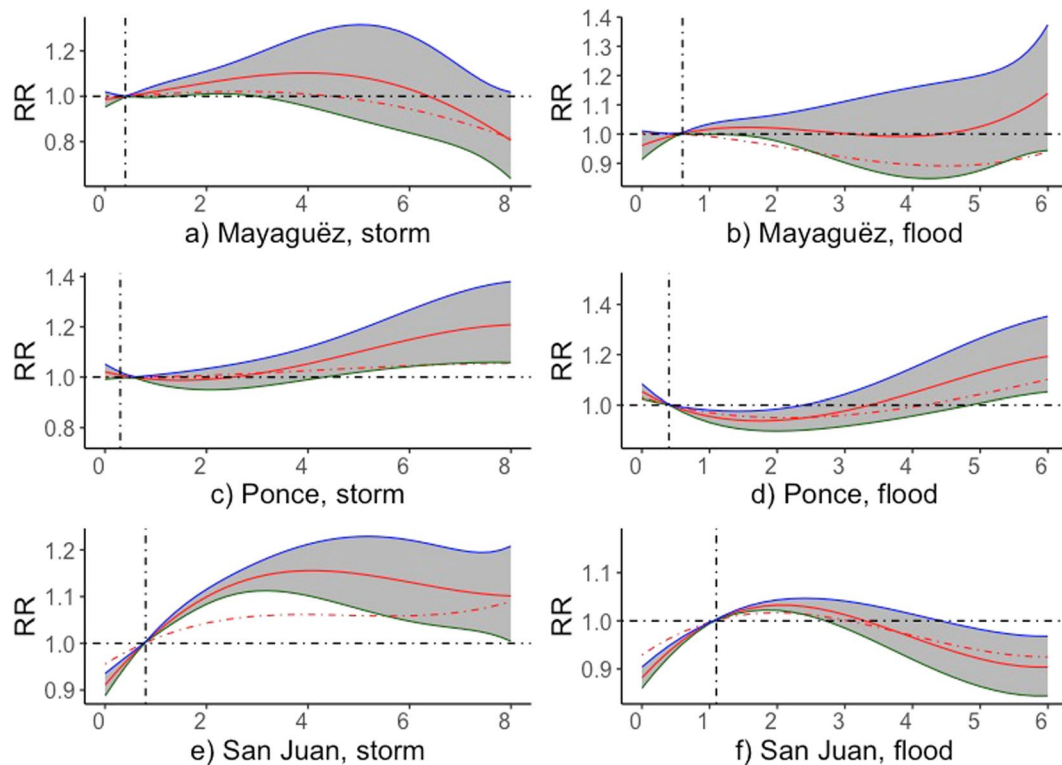 RR
1.2
1.0
0.8
0 2 4 6 8
a) Mayaguëz, storm
RR
1.4
1.3
1.2
1.1
1.0
0.9
0 1 2 3 4 5 6
b) Mayaguëz, flood
RR
1.4
1.2
1.0
0.8
0 2 4 6 8
c) Ponce, storm
RR
1.4
1.2
1.0
0 1 2 3 4 5 6
d) Ponce, flood
RR
1.2
1.1
1.0
0.9
0 2 4 6 8
e) San Juan, storm
RR
1.1
1.0
0.9
0 1 2 3 4 5 6
f) San Juan, flood